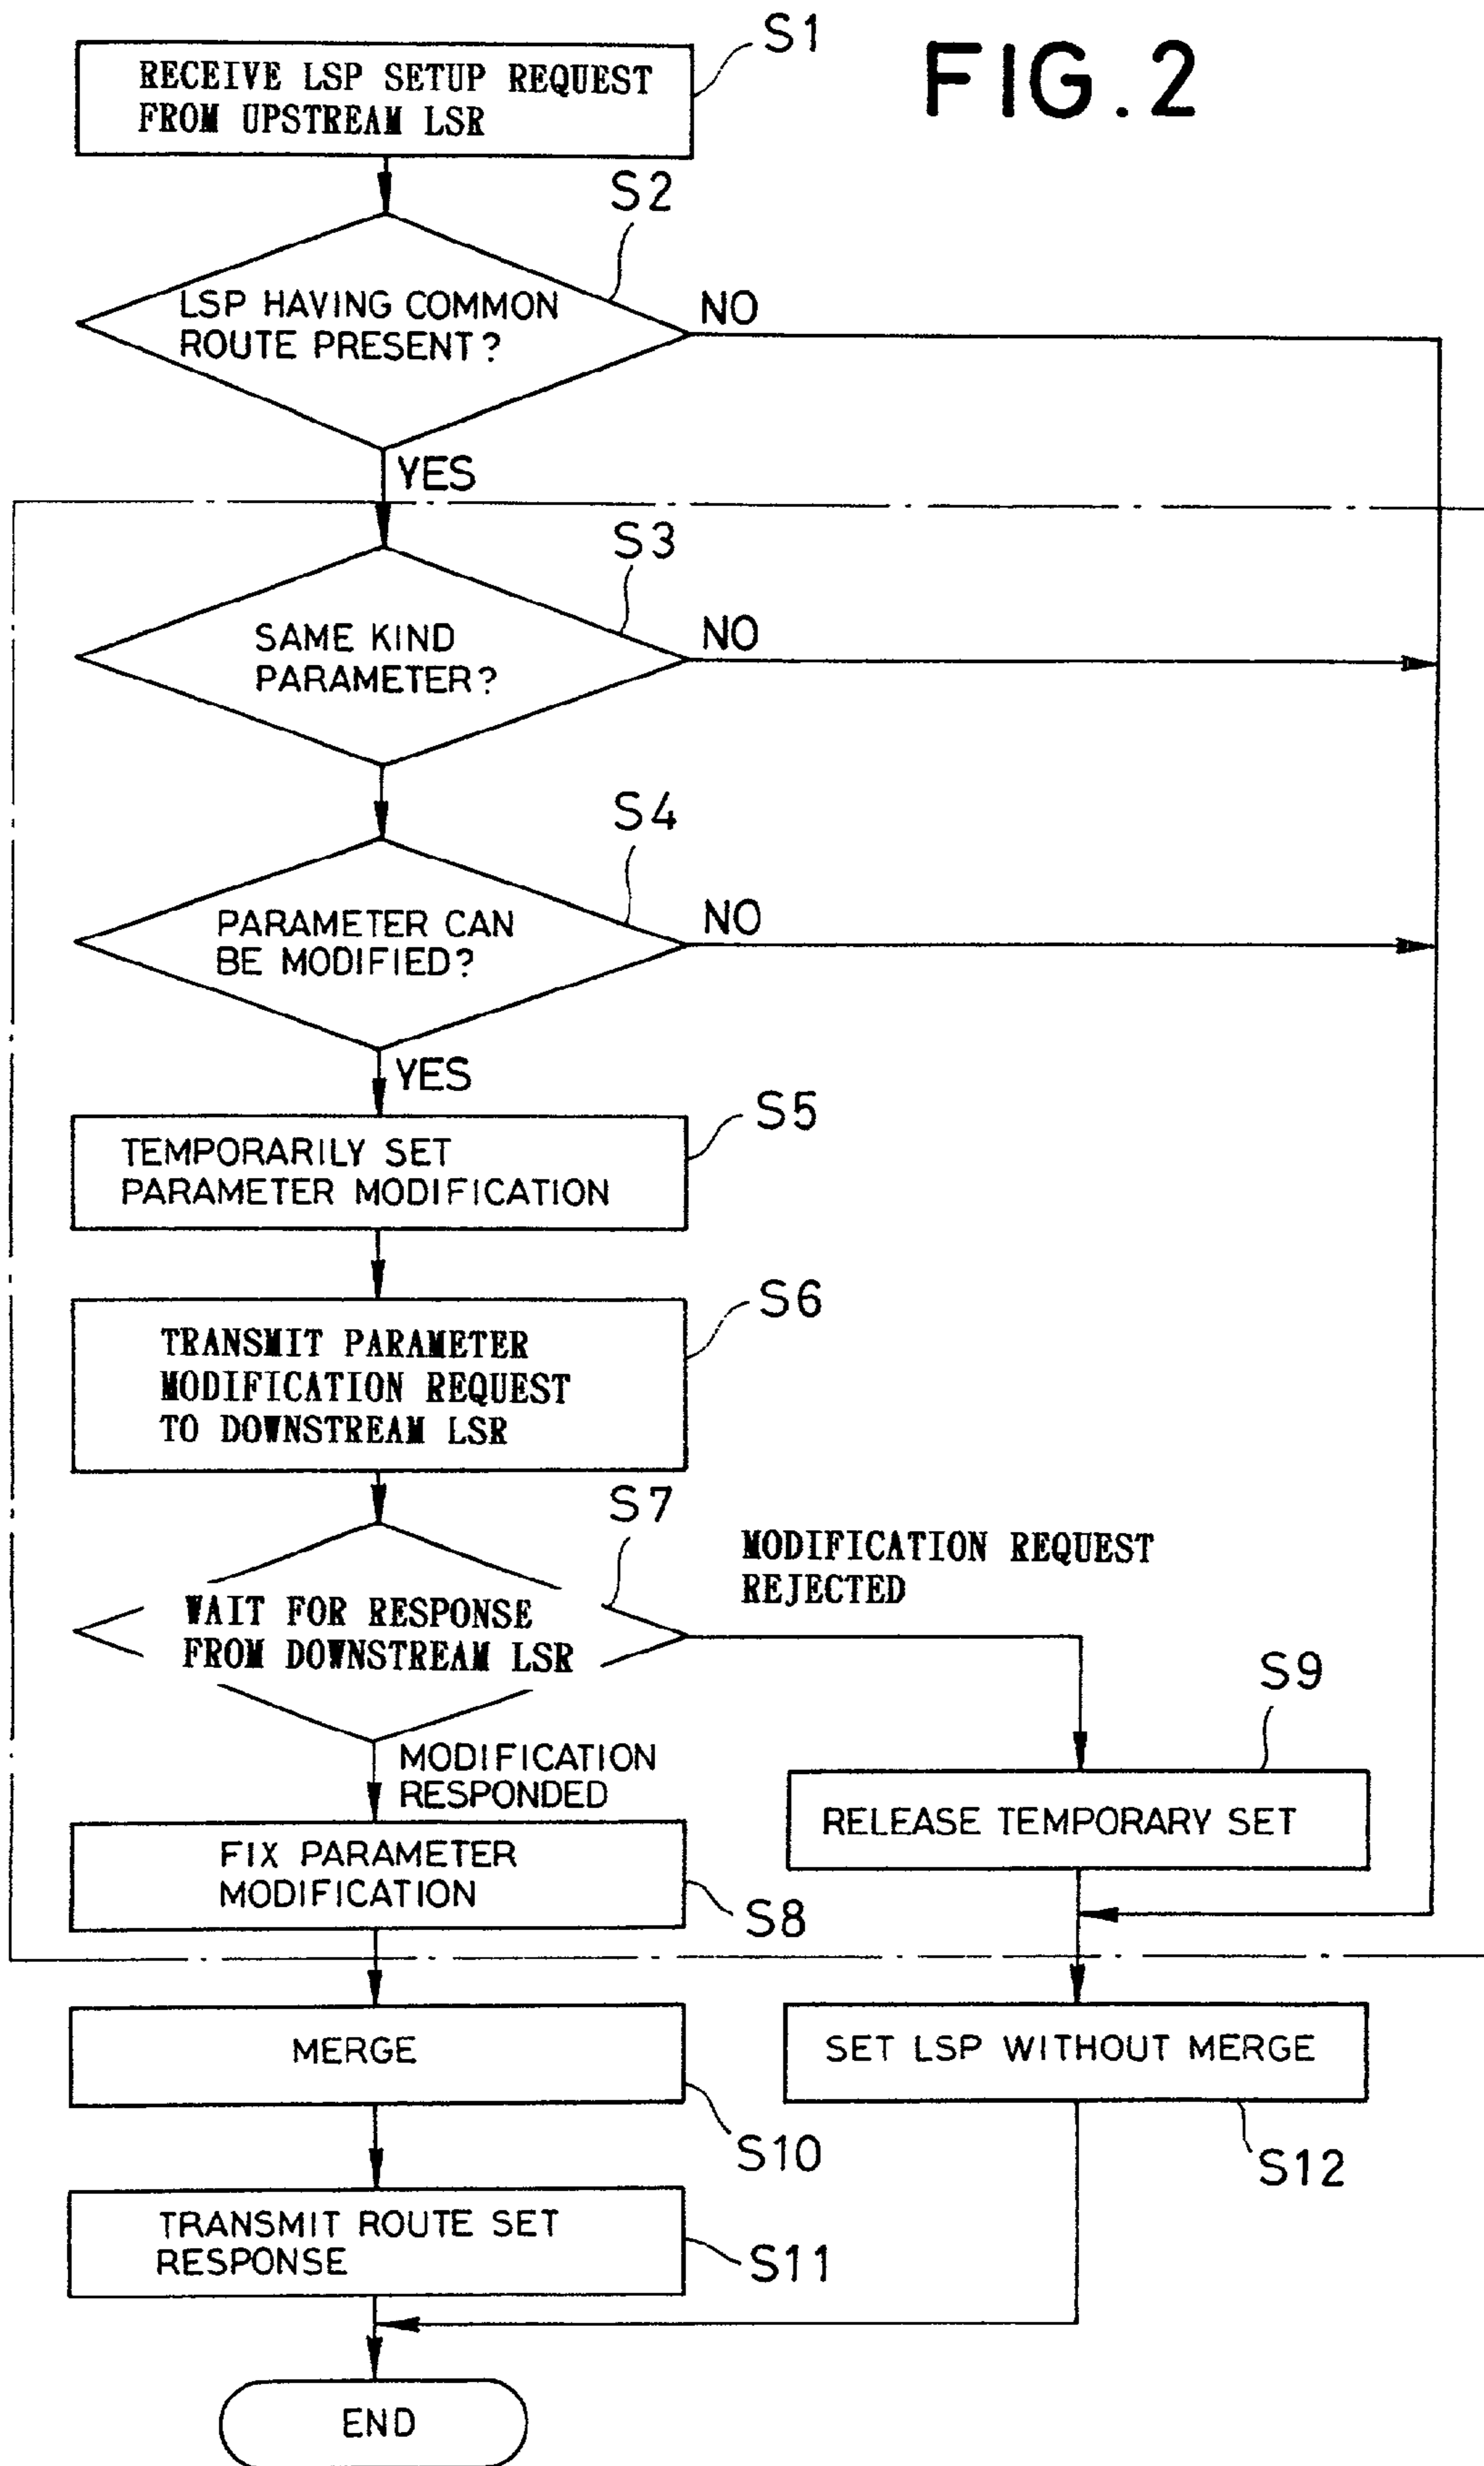 FIG.2
S1
RECEIVE LSP SETUP REQUEST
FROM UPSTREAM LSR
S2
LSP HAVING COMMON
ROUTE PRESENT?
NO
YES
S3
SAME KIND
PARAMETER?
NO
S4
PARAMETER CAN
BE MODIFIED?
NO
YES
S5
TEMPORARILY SET
PARAMETER MODIFICATION
S6
TRANSMIT PARAMETER
MODIFICATION REQUEST
TO DOWNSTREAM LSR
S7
WAIT FOR RESPONSE
FROM DOWNSTREAM LSR
MODIFICATION REQUEST
REJECTED
MODIFICATION
RESPONDED
S9
RELEASE TEMPORARY SET
FIX PARAMETER
MODIFICATION
S8
MERGE
S10
SET LSP WITHOUT MERGE
S12
TRANSMIT ROUTE SET
RESPONSE
S11
END